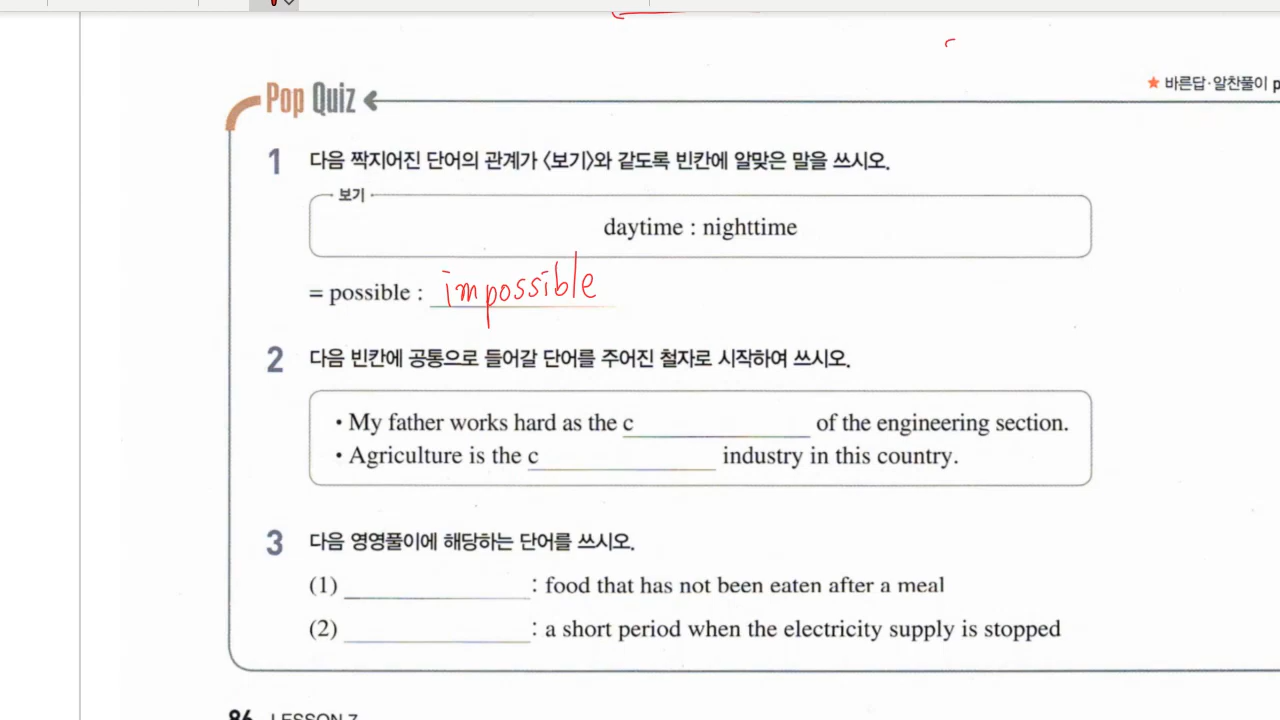 Pop Quiz
★ 바른답·알찬풀이 p
1 다음 짝지어진 단어의 관계가 <보기>와 같도록 빈칸에 알맞은 말을 쓰시오.
보기
daytime : nighttime
= possible : impossible
2 다음 빈칸에 공통으로 들어갈 단어를 주어진 철자로 시작하여 쓰시오.
• My father works hard as the c of the engineering section.
• Agriculture is the c industry in this country.
3 다음 영영풀이에 해당하는 단어를 쓰시오.
(1) : food that has not been eaten after a meal
(2) : a short period when the electricity supply is stopped
86 LESSON 7